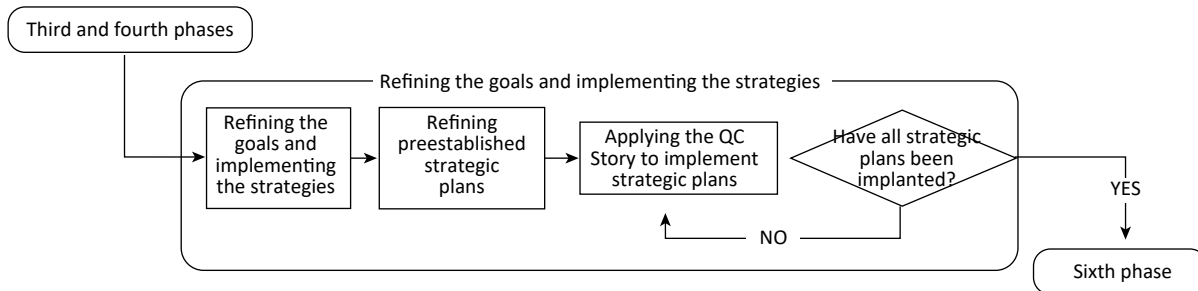 Third and fourth phases
Refining the goals and implementing the strategies
Refining the
goals and
implementing
the strategies
Refining
preestablished
strategic
plans
Applying the QC
Story to implement
strategic plans
Have all strategic
plans been
implanted?
YES
NO
Sixth phase